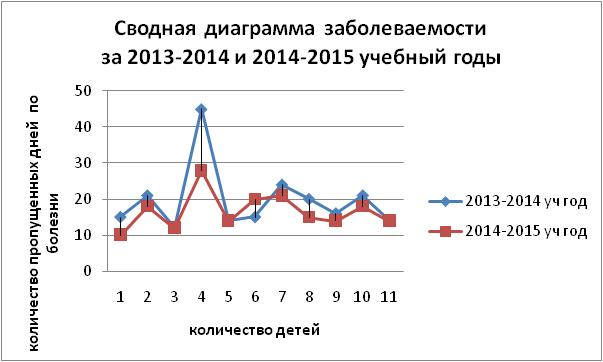 Сводная диаграмма заболеваемости
за 2013-2014 и 2014-2015 учебный годы
количество пропущенных дней по
болезни
50
40
30
20
10
0
1 2 3 4 5 6 7 8 9 10 11
количество детей
2013-2014 уч год
2014-2015 уч год